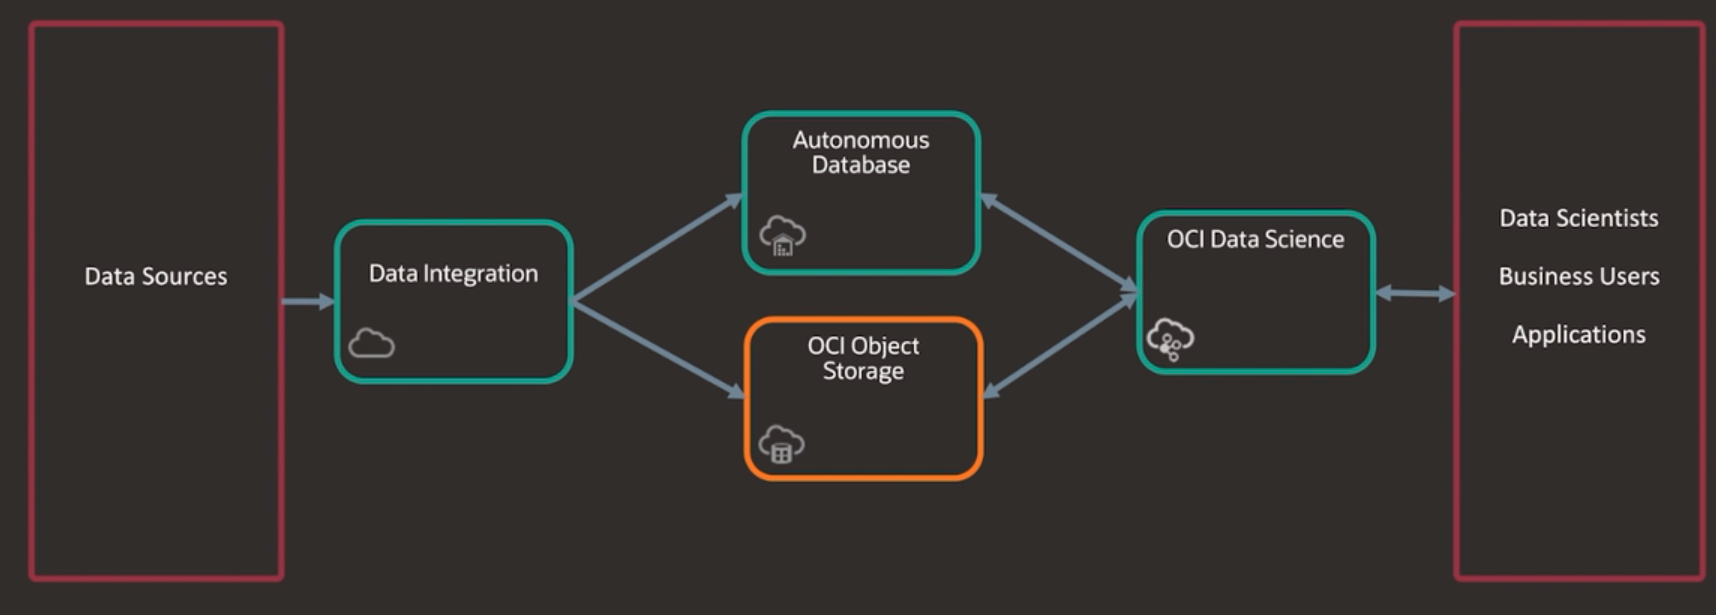 Data Sources
Data Integration
Autonomous
Database
OCI Object
Storage
OCI Data Science
Data Scientists
Business Users
Applications